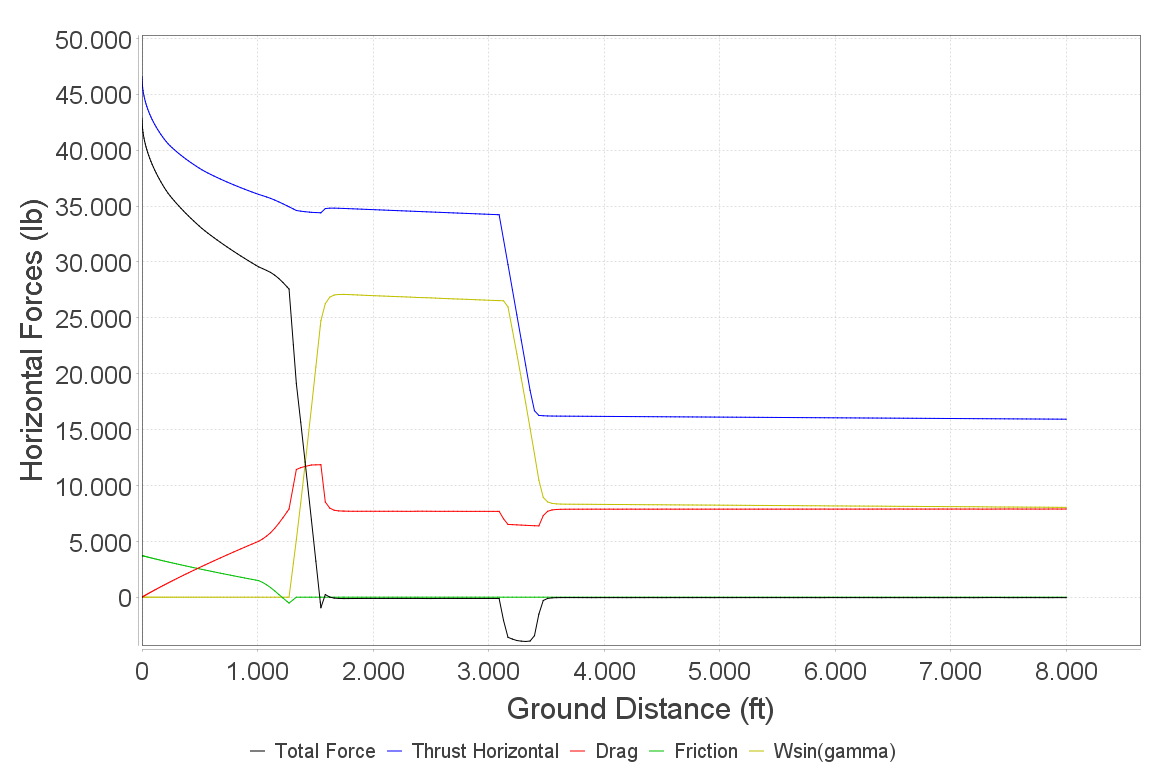 50.000
45.000
40.000
35.000
30.000
25.000
20.000
15.000
10.000
5.000
0
Horizontal Forces (lb)
0 1.000 2.000 3.000 4.000 5.000 6.000 7.000 8.000
Ground Distance (ft)
Total Force Thrust Horizontal Drag Friction Wsin(gamma)